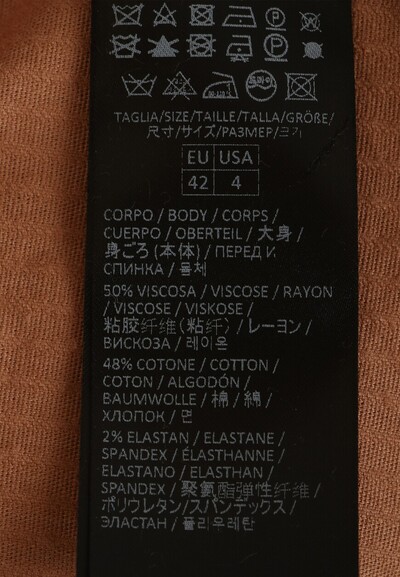 TAGLIA/SIZE/TAILLE/TALLA/GRÖßE/
尺寸/サイズ/РАЗМЕР/크기
EU USA
42 4
CORPO / BODY / CORPS /
CUERPO / OBERTEIL / 大身 /
身ごろ(本体) / ПЕРЕД И
СПИНКА / 몸체
50% VISCOSA / VISCOSE / RAYON
/ VISCOSE / VISKOSE /
粘胶纤维(粘纤) / レーヨン /
ВИСКОЗА / 레이온
48% COTONE / COTTON /
COTON / ALGODÓN /
BAUMWOLLE / 棉 / 綿 /
ХЛОПОК / 면
2% ELASTAN / ELASTANE /
SPANDEX / ÉLASTHANNE /
ELASTANO / ELASTHAN /
SPANDEX / 聚氨酯弹性纤维 /
ポリウレタン/スパンデックス /
ЭЛАСТАН / 폴리우레탄